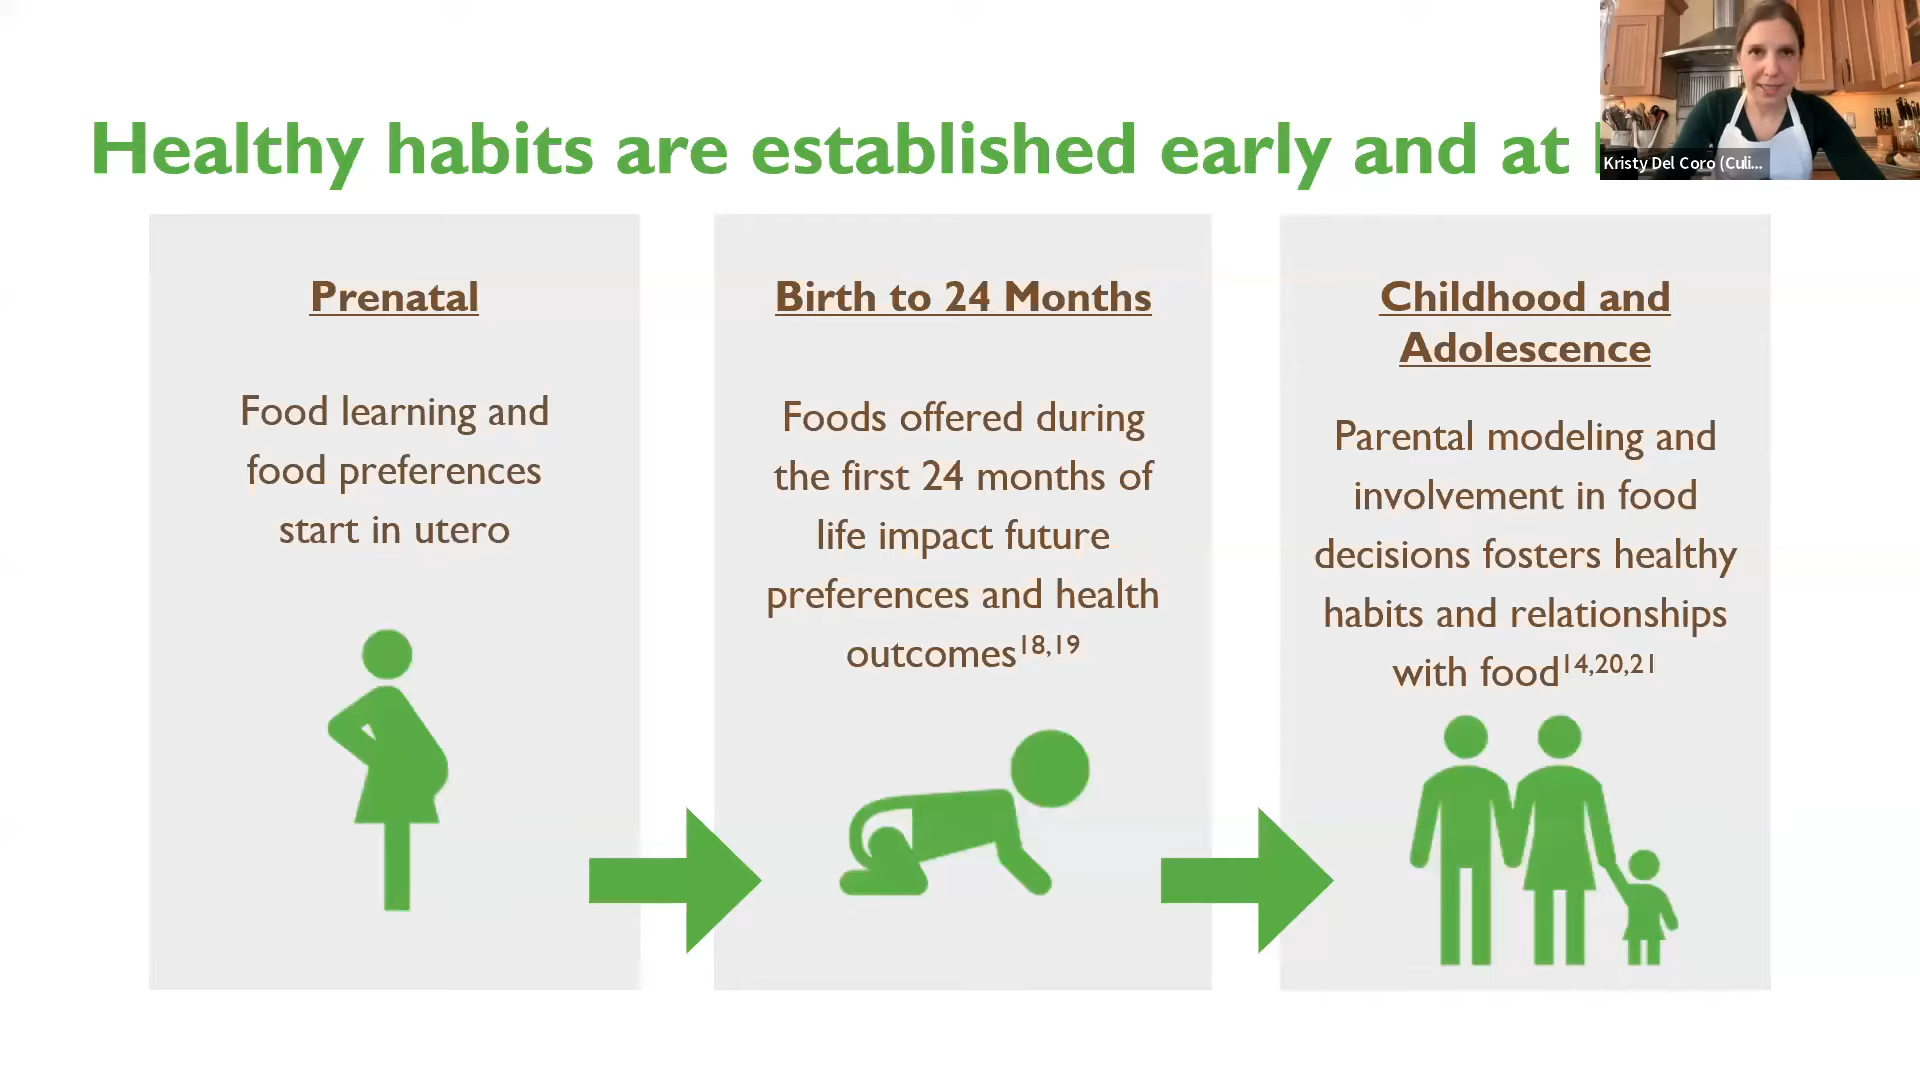 Healthy habits are established early and at
Kristy Del Coro (Culi...
Prenatal
Food learning and
food preferences
start in utero
Birth to 24 Months
Foods offered during
the first 24 months of
life impact future
preferences and health
outcomes18,19
Childhood and
Adolescence
Parental modeling and
involvement in food
decisions fosters healthy
habits and relationships
with food14,20,21